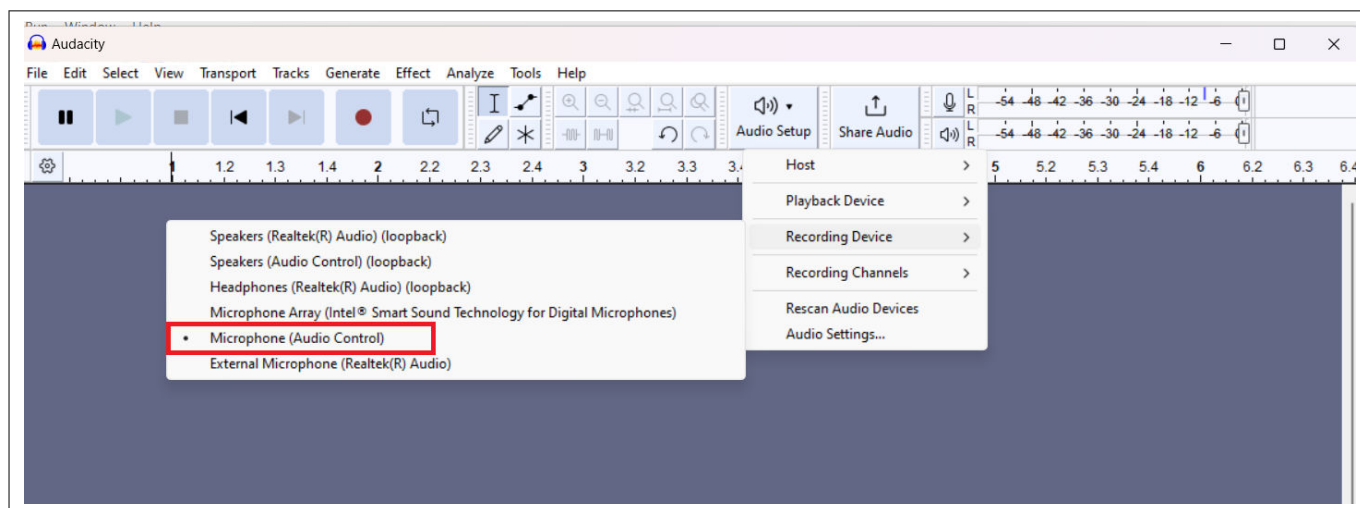 Run Window Help
Audacity
File Edit Select View Transport Tracks Generate Effect Analyze Tools Help
Audio Setup Share Audio
L R -54 -48 -42 -36 -30 -24 -18 -12 -6
L R -54 -48 -42 -36 -30 -24 -18 -12 -6
1 1.2 1.3 1.4 2 2.2 2.3 2.4 3 3.2 3.3 5 5.2 5.3 5.4 6 6.2 6.3 6.4
Host
Playback Device
Recording Device
Recording Channels
Rescan Audio Devices
Audio Settings...
Speakers (Realtek(R) Audio) (loopback)
Speakers (Audio Control) (loopback)
Headphones (Realtek(R) Audio) (loopback)
Microphone Array (Intel® Smart Sound Technology for Digital Microphones)
Microphone (Audio Control)
External Microphone (Realtek(R) Audio)